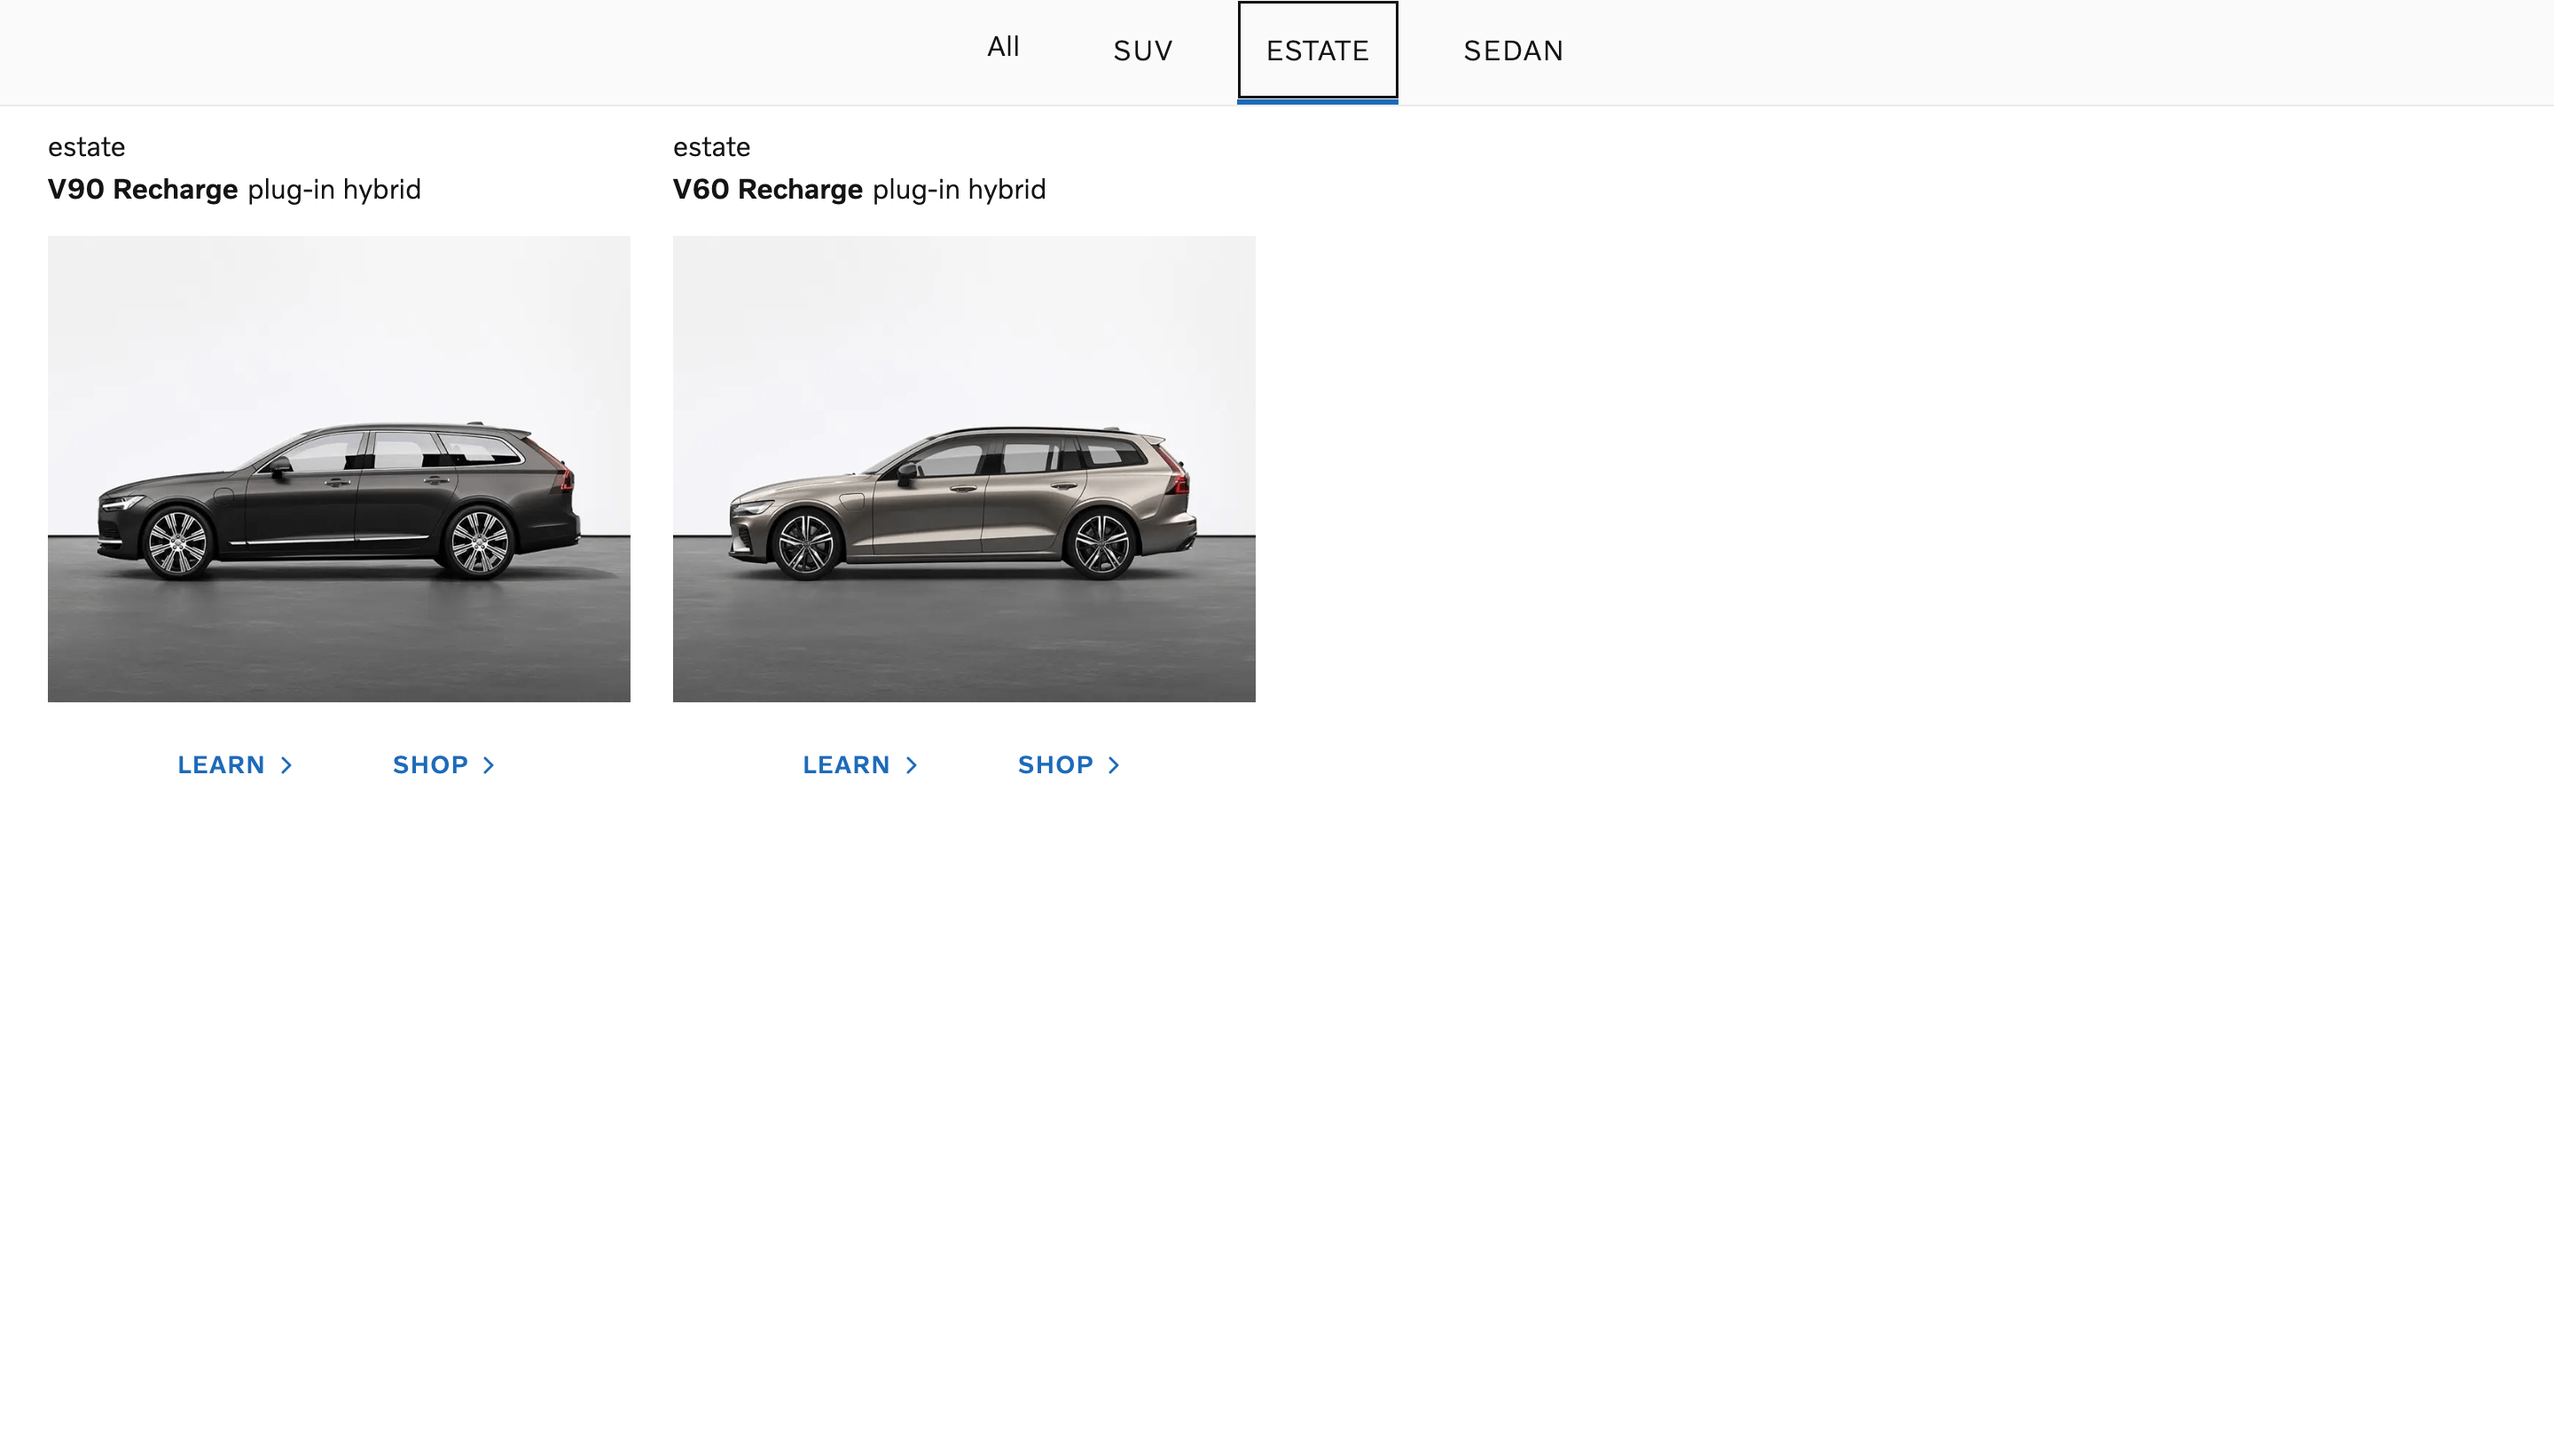 All
SUV
ESTATE
SEDAN
estate
V90 Recharge plug-in hybrid
LEARN
SHOP
estate
V60 Recharge plug-in hybrid
LEARN
SHOP